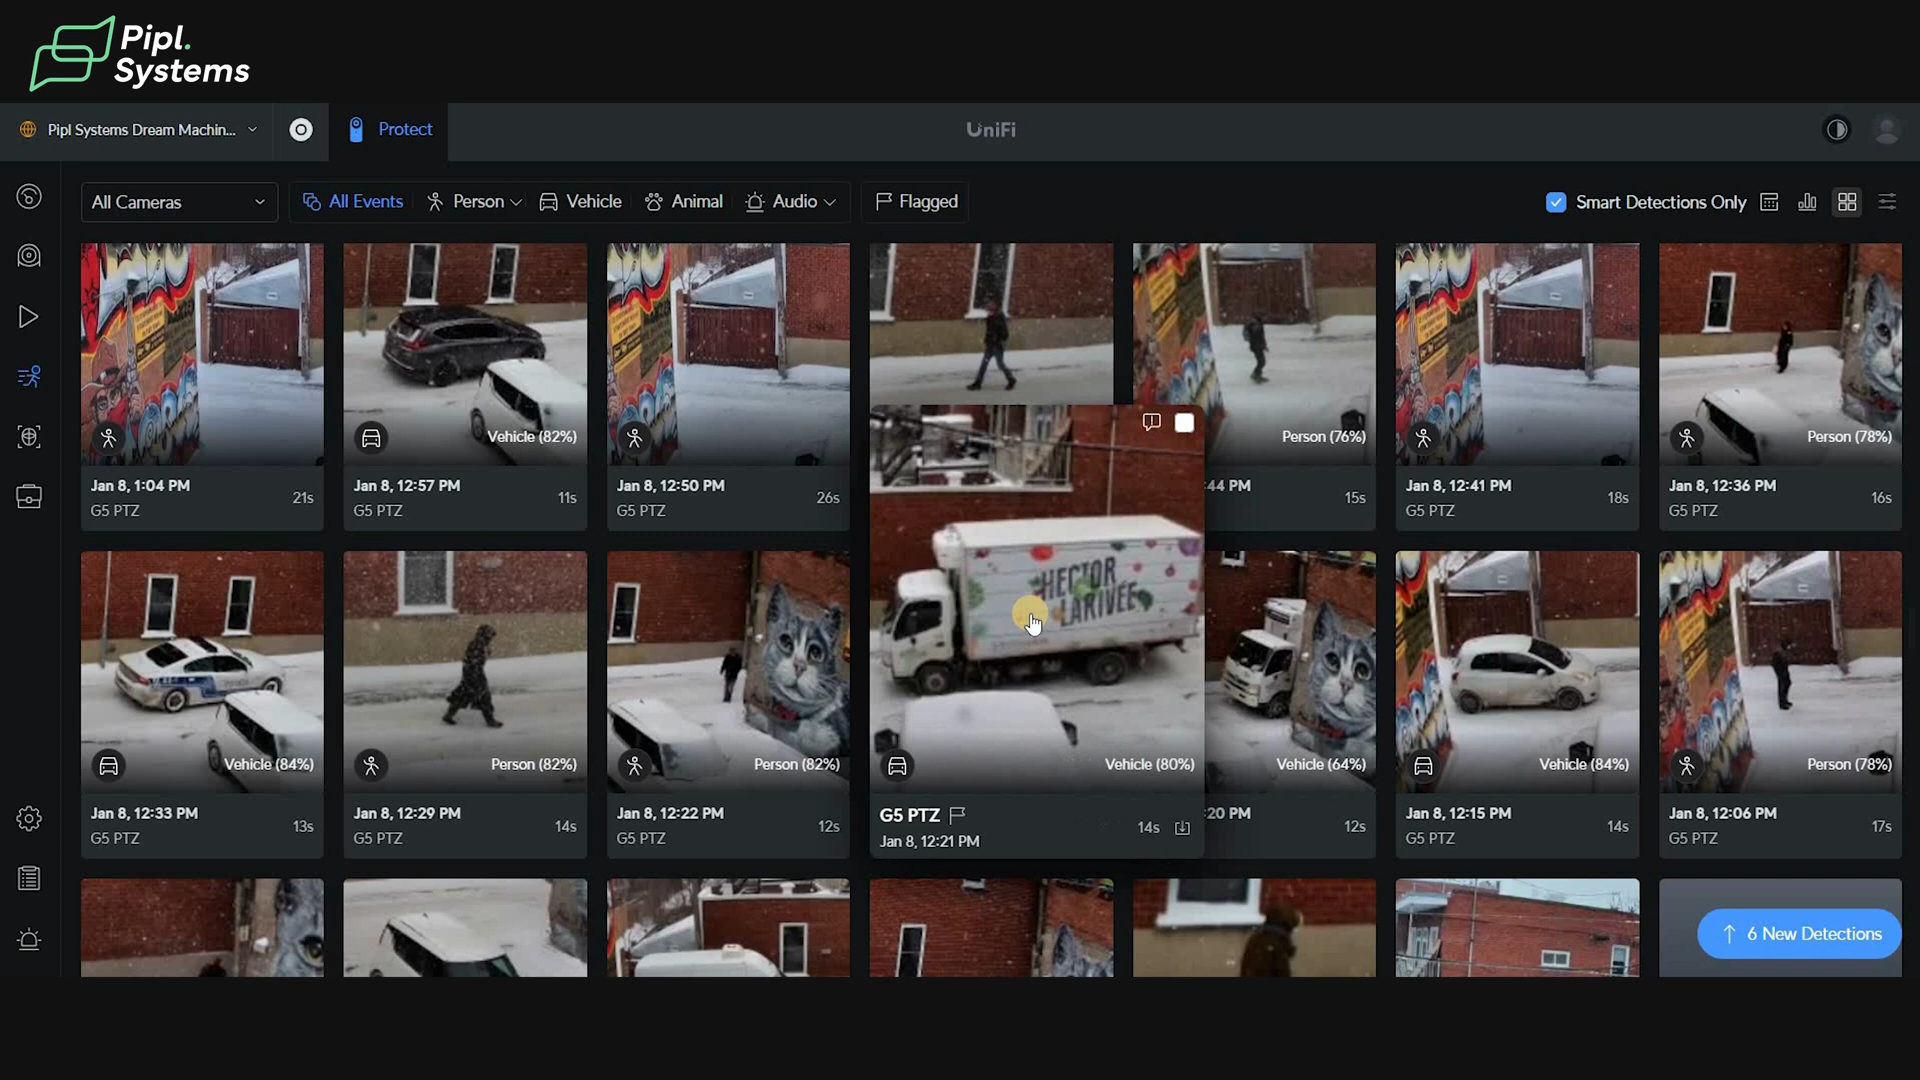 Pipl.
Systems
Pipl Systems Dream Machin...
Protect
UniFi
All Cameras
All Events
Person
Vehicle
Animal
Audio
Flagged
Smart Detections Only
Vehicle (82%)
Person (76%)
Person (78%)
Jan 8, 1:04 PM
21s
G5 PTZ
Jan 8, 12:57 PM
11s
G5 PTZ
Jan 8, 12:50 PM
26s
G5 PTZ
:44 PM
15s
Jan 8, 12:41 PM
18s
G5 PTZ
Jan 8, 12:36 PM
16s
G5 PTZ
HECTOR
LARIVÉE
Vehicle (84%)
Person (82%)
Person (82%)
Vehicle (80%)
Vehicle (64%)
Vehicle (84%)
Person (78%)
Jan 8, 12:33 PM
13s
G5 PTZ
Jan 8, 12:29 PM
14s
G5 PTZ
Jan 8, 12:22 PM
12s
G5 PTZ
G5 PTZ
14s
Jan 8, 12:21 PM
:20 PM
12s
Jan 8, 12:15 PM
14s
G5 PTZ
Jan 8, 12:06 PM
17s
G5 PTZ
6 New Detections